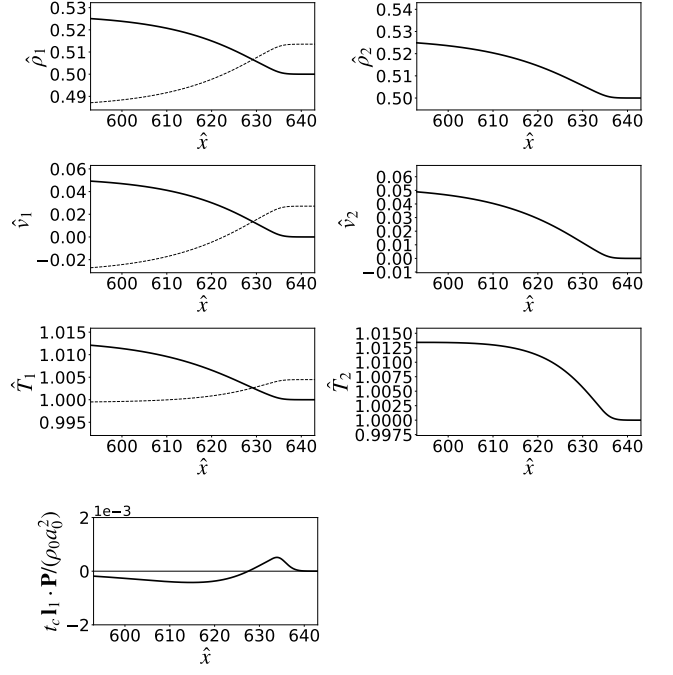 0.53
0.52
0.51
0.50
0.49
600 610 620 630 640
ρ̂₁
x̂
0.54
0.53
0.52
0.51
0.50
600 610 620 630 640
ρ̂₂
x̂
0.06
0.04
0.02
0.00
−0.02
600 610 620 630 640
v̂₁
x̂
0.06
0.05
0.04
0.03
0.02
0.01
0.00
−0.01
600 610 620 630 640
v̂₂
x̂
1.015
1.010
1.005
1.000
0.995
600 610 620 630 640
T̂₁
x̂
1.0150
1.0125
1.0100
1.0075
1.0050
1.0025
1.0000
0.9975
600 610 620 630 640
T̂₂
x̂
1e−3
2
0
−2
600 610 620 630 640
t_c l₁ · P/(ρ₀a₀²)
x̂